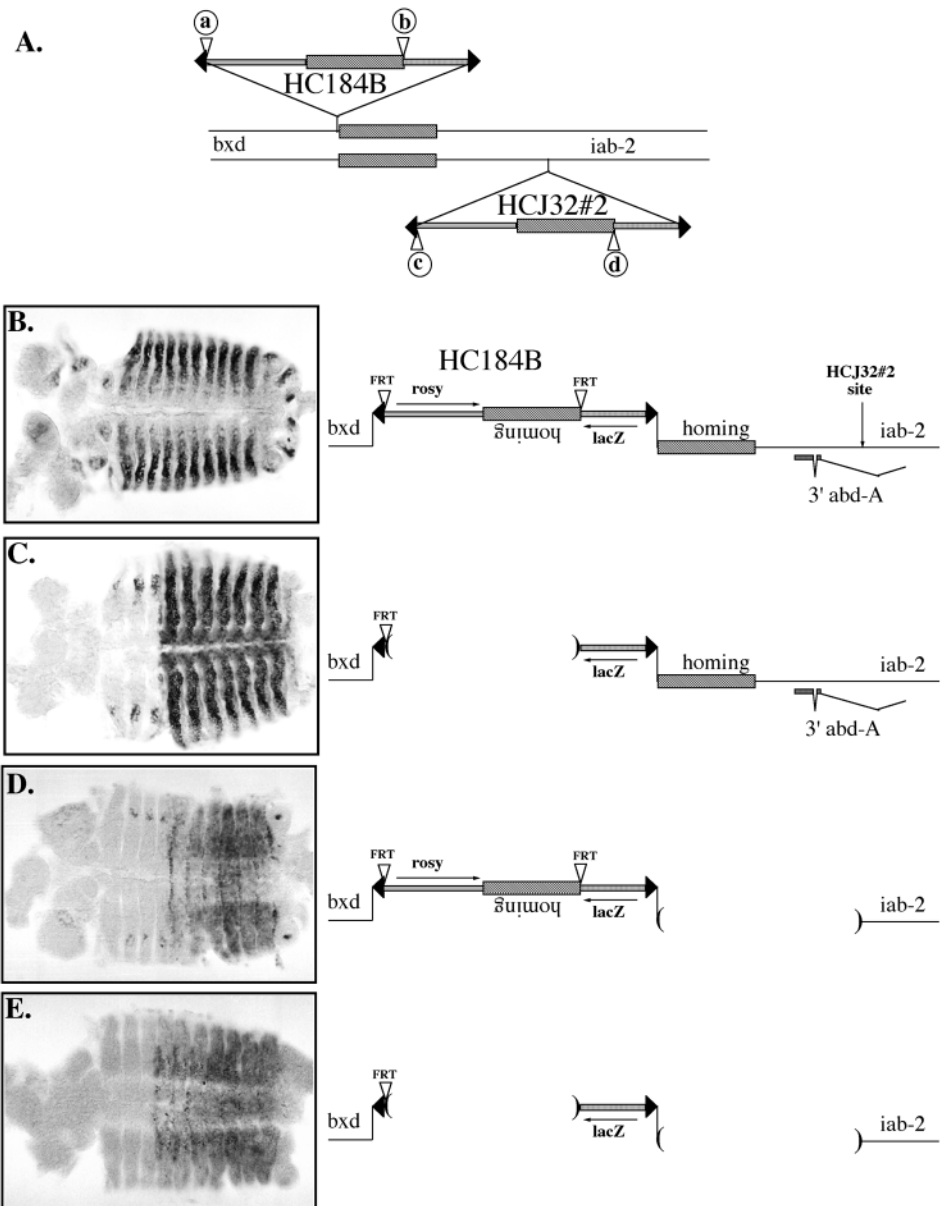 A.
a b
HC184B
bxd iab-2
HCJ32#2
c d
B.
HC184B
FRT rosy FRT
HCJ32#2
site
bxd homing lacZ homing iab-2
3' abd-A
C.
FRT
bxd lacZ homing iab-2
3' abd-A
D.
FRT rosy FRT
bxd homing lacZ iab-2
E.
FRT
bxd lacZ iab-2